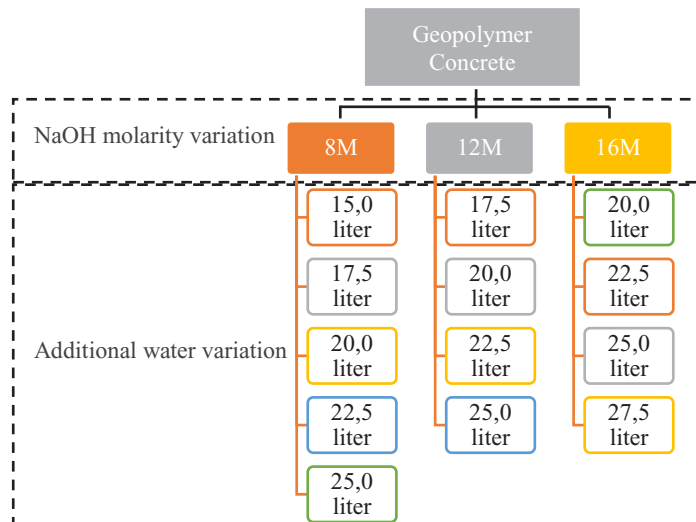 Geopolymer
Concrete
NaOH molarity variation
8M
12M
16M
15,0
liter
17,5
liter
20,0
liter
17,5
liter
20,0
liter
22,5
liter
Additional water variation
20,0
liter
22,5
liter
25,0
liter
22,5
liter
25,0
liter
27,5
liter
25,0
liter